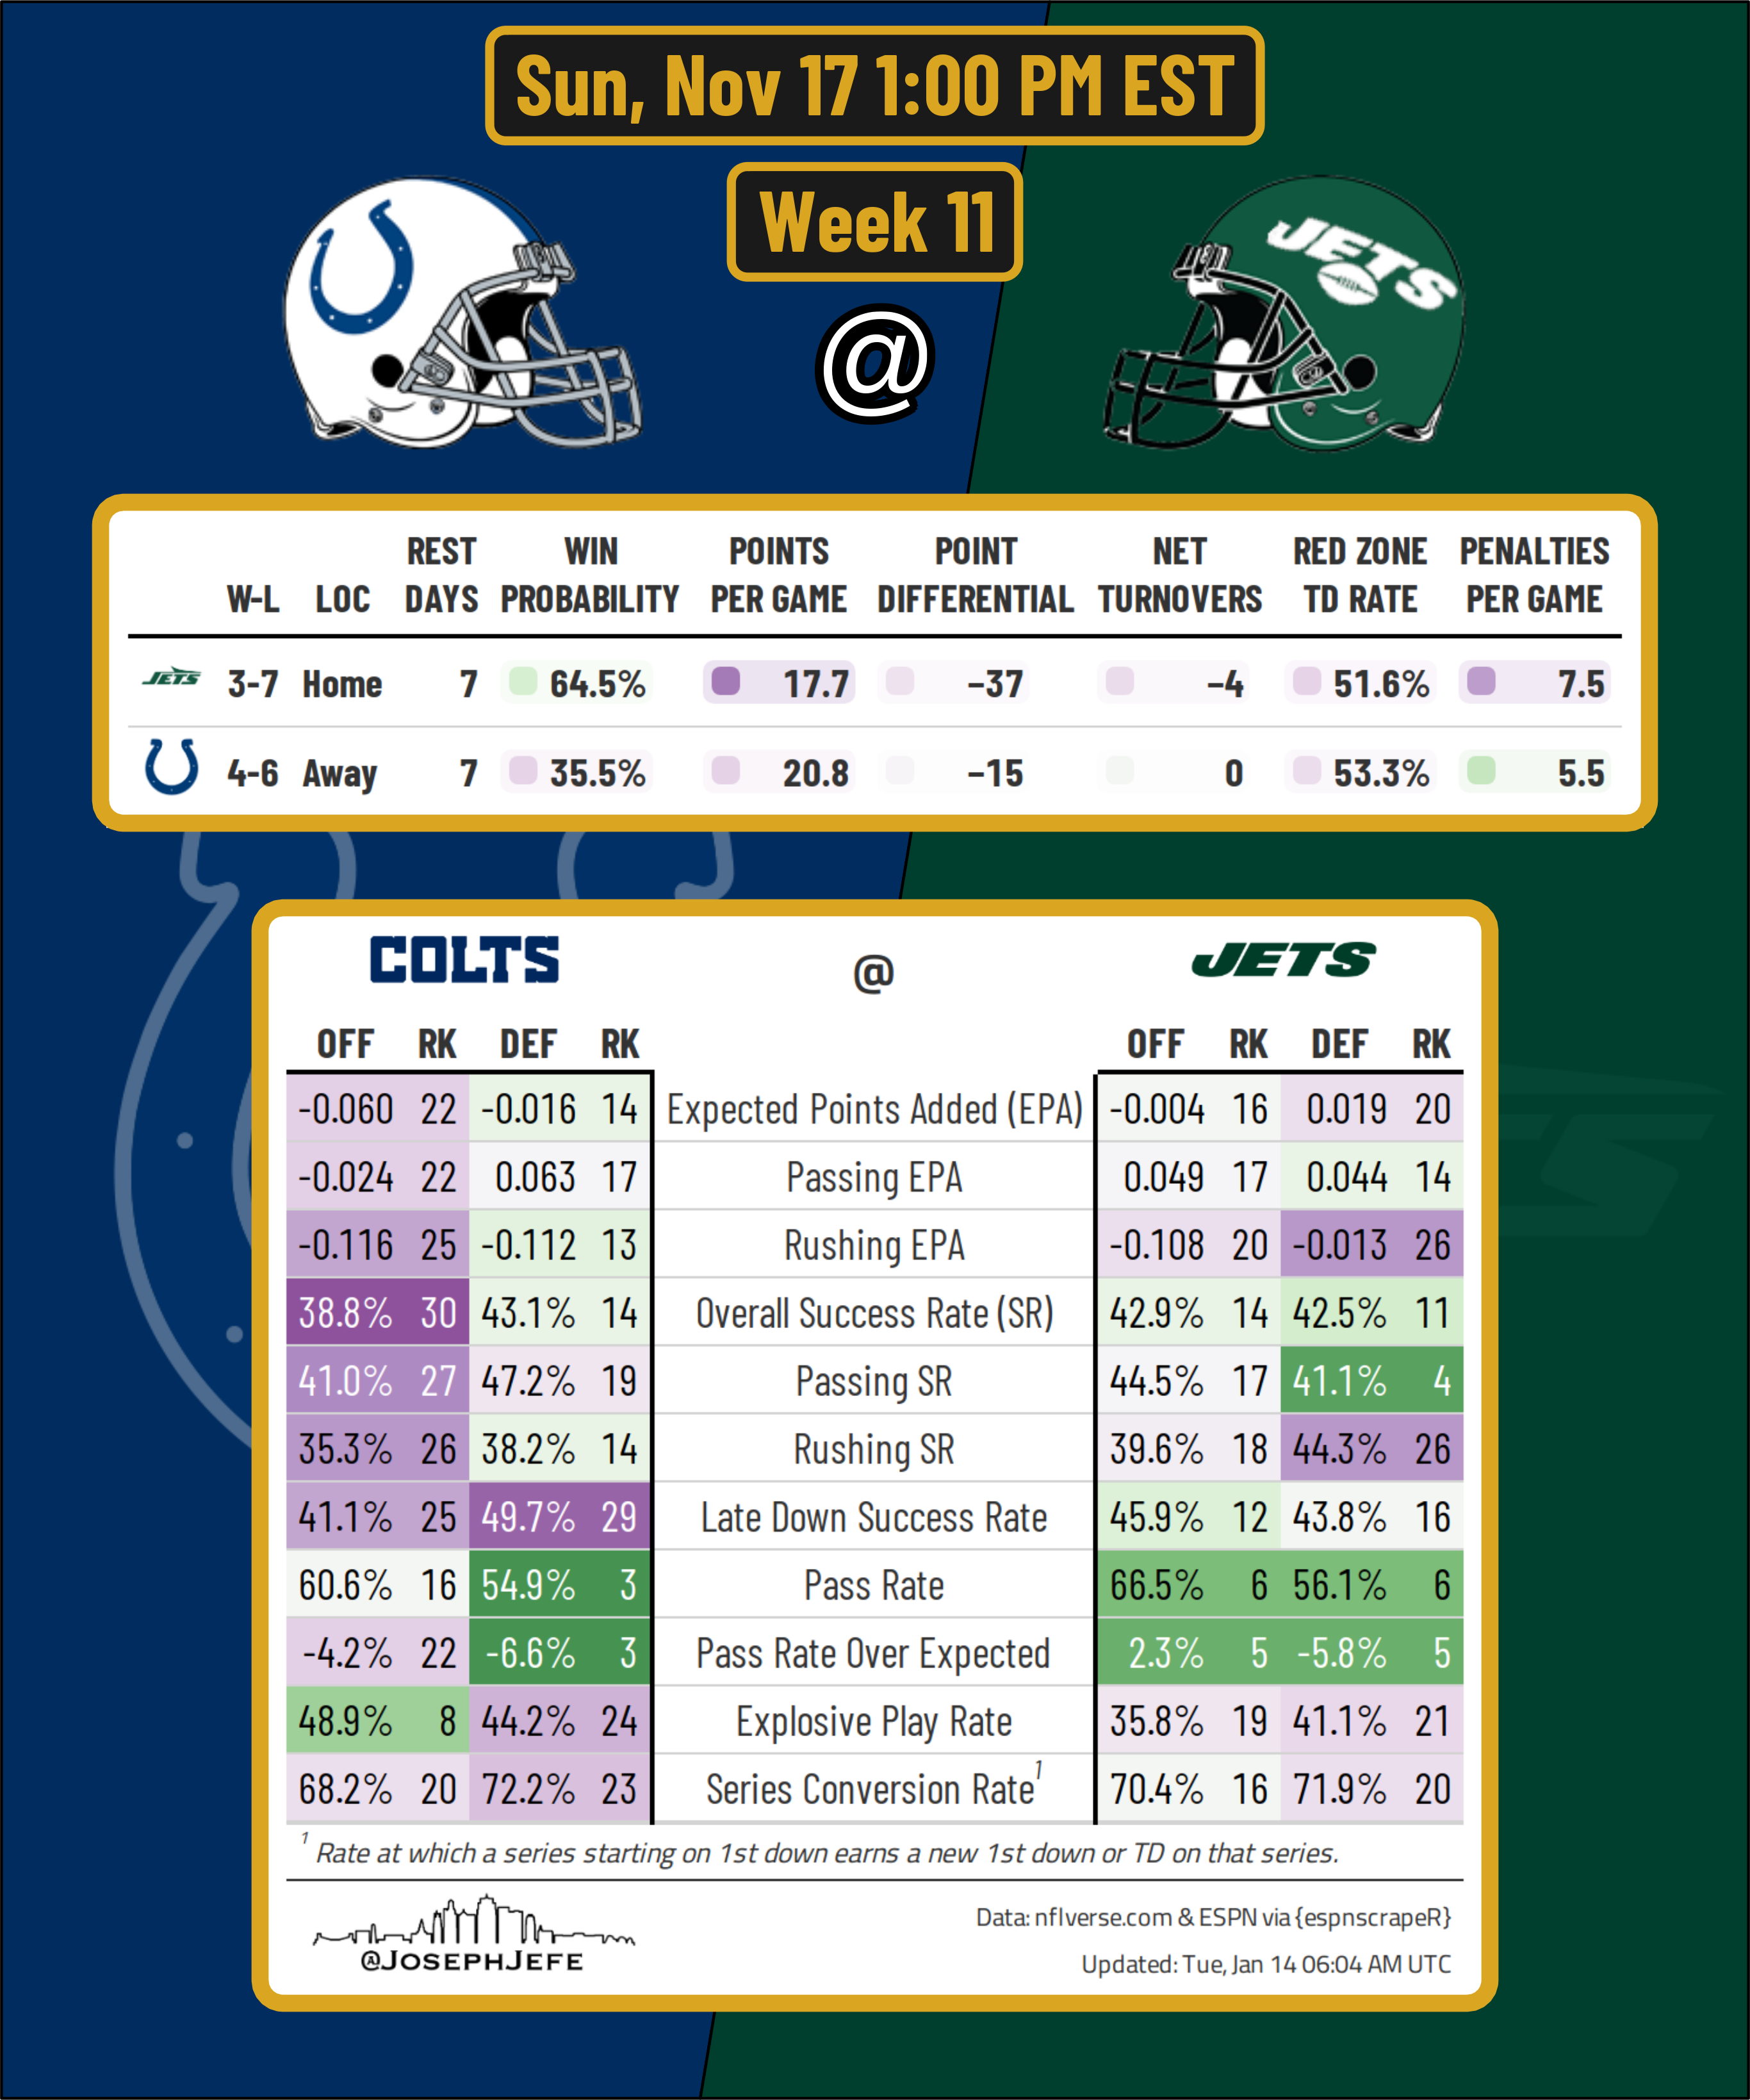 Sun, Nov 17 1:00 PM EST
Week 11
JETS
@
REST WIN POINTS POINT NET RED ZONE PENALTIES
W-L LOC DAYS PROBABILITY PER GAME DIFFERENTIAL TURNOVERS TD RATE PER GAME
JETS 3-7 Home 7 64.5% 17.7 −37 −4 51.6% 7.5
4-6 Away 7 35.5% 20.8 −15 0 53.3% 5.5
COLTS @ JETS
OFF RK DEF RK OFF RK DEF RK
-0.060 22 -0.016 14 Expected Points Added (EPA) -0.004 16 0.019 20
-0.024 22 0.063 17 Passing EPA 0.049 17 0.044 14
-0.116 25 -0.112 13 Rushing EPA -0.108 20 -0.013 26
38.8% 30 43.1% 14 Overall Success Rate (SR) 42.9% 14 42.5% 11
41.0% 27 47.2% 19 Passing SR 44.5% 17 41.1% 4
35.3% 26 38.2% 14 Rushing SR 39.6% 18 44.3% 26
41.1% 25 49.7% 29 Late Down Success Rate 45.9% 12 43.8% 16
60.6% 16 54.9% 3 Pass Rate 66.5% 6 56.1% 6
-4.2% 22 -6.6% 3 Pass Rate Over Expected 2.3% 5 -5.8% 5
48.9% 8 44.2% 24 Explosive Play Rate 35.8% 19 41.1% 21
68.2% 20 72.2% 23 Series Conversion Rate1 70.4% 16 71.9% 20
1 Rate at which a series starting on 1st down earns a new 1st down or TD on that series.
@JOSEPHJEFE
Data: nflverse.com & ESPN via {espnscrapeR}
Updated: Tue, Jan 14 06:04 AM UTC